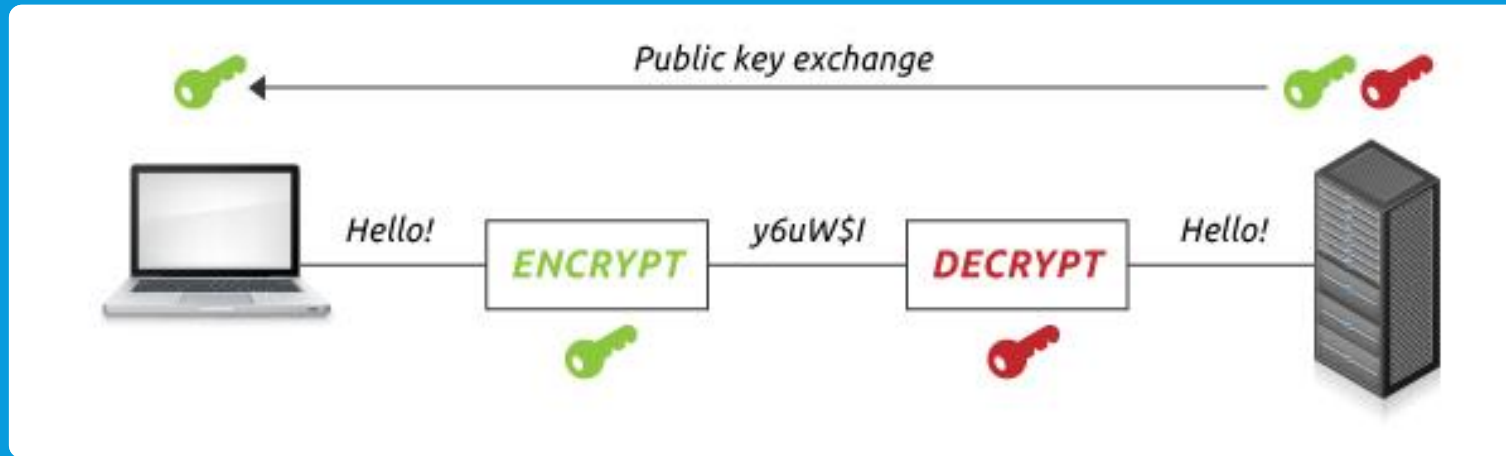 Public key exchange
Hello!
ENCRYPT
y6uW$I
DECRYPT
Hello!